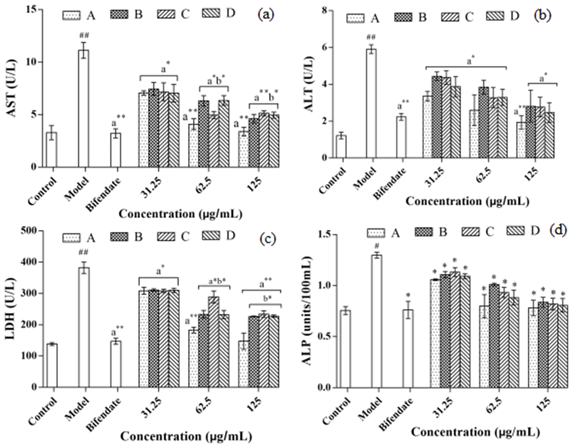 A B C D (a)
AST (U/L)
15
10
5
0
##
a**
a*
a**
a*b*
a**
a**b*
Control Model Bifendate 31.25 62.5 125
Concentration (µg/mL)
A B C D (b)
ALT (U/L)
8
6
4
2
0
##
a**
a*
a**
a*
Control Model Bifendate 31.25 62.5 125
Concentration (µg/mL)
A B C D (c)
LDH (U/L)
500
400
300
200
100
0
##
a**
a*
a**
a*b*
a**
b*
Control Model Bifendate 31.25 62.5 125
Concentration (µg/mL)
A B C D (d)
ALP (units/100mL)
1.5
1.0
0.5
0.0
#
*
* * * *
* * * *
* * * *
Control Model Bifendate 31.25 62.5 125
Concentration (µg/mL)